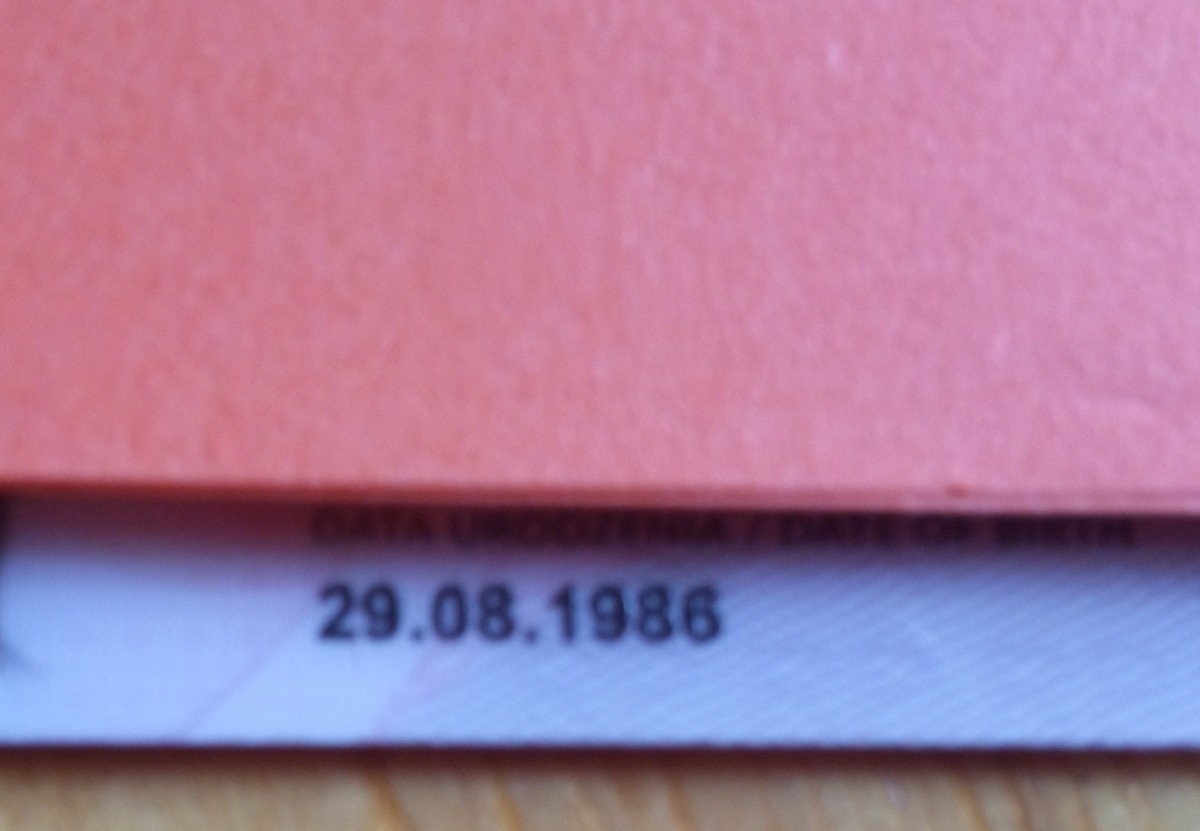 DATA URODZENIA / DATE OF BIRTH
29.08.1986